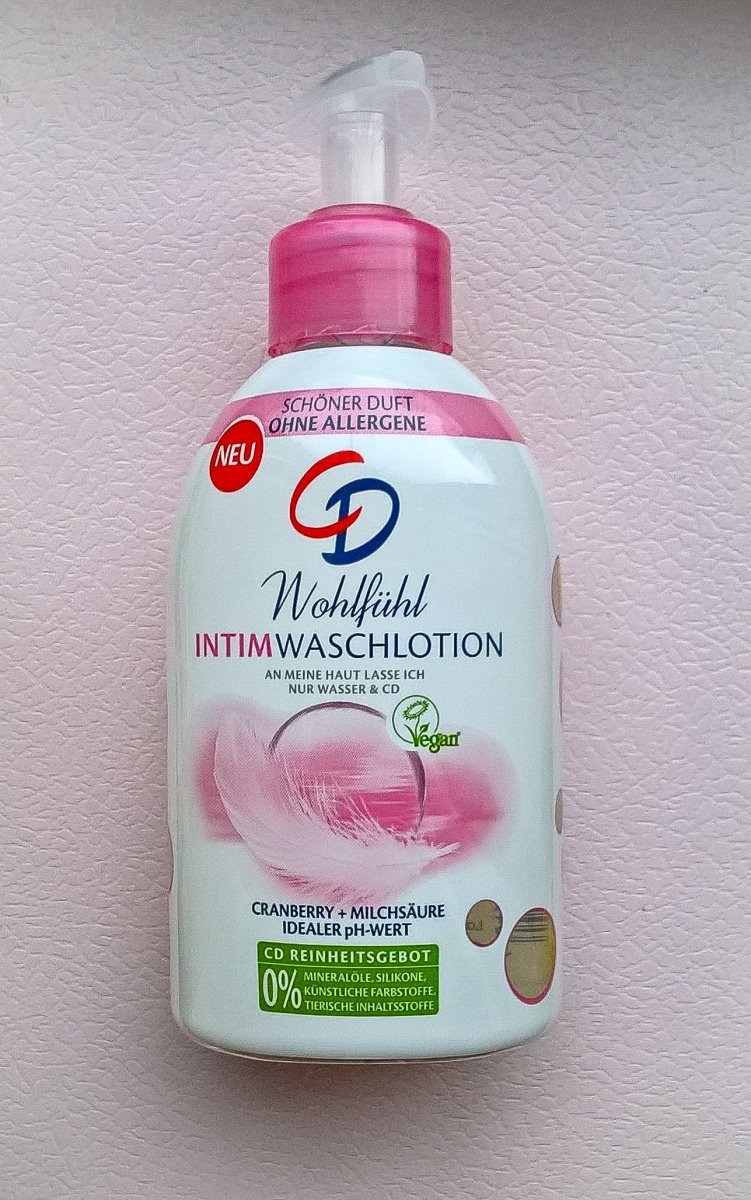 SCHÖNER DUFT
OHNE ALLERGENE
NEU
CD
Wohlfühl
INTIMWASCHLOTION
AN MEINE HAUT LASSE ICH
NUR WASSER & CD
Vegan
CRANBERRY + MILCHSÄURE
IDEALER pH-WERT
CD REINHEITSGEBOT
0%
MINERALÖLE, SILIKONE,
KÜNSTLICHE FARBSTOFFE,
TIERISCHE INHALTSSTOFFE